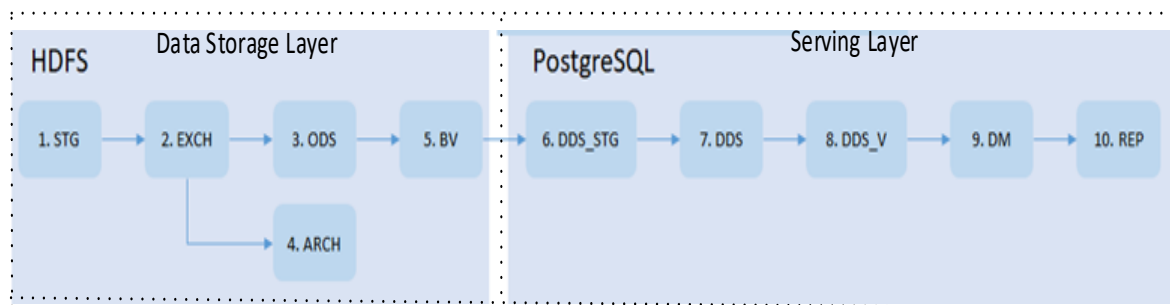 Data Storage Layer
Serving Layer
HDFS
PostgreSQL
1. STG
2. EXCH
3. ODS
5. BV
6. DDS_STG
7. DDS
8. DDS_V
9. DM
10. REP
4. ARCH